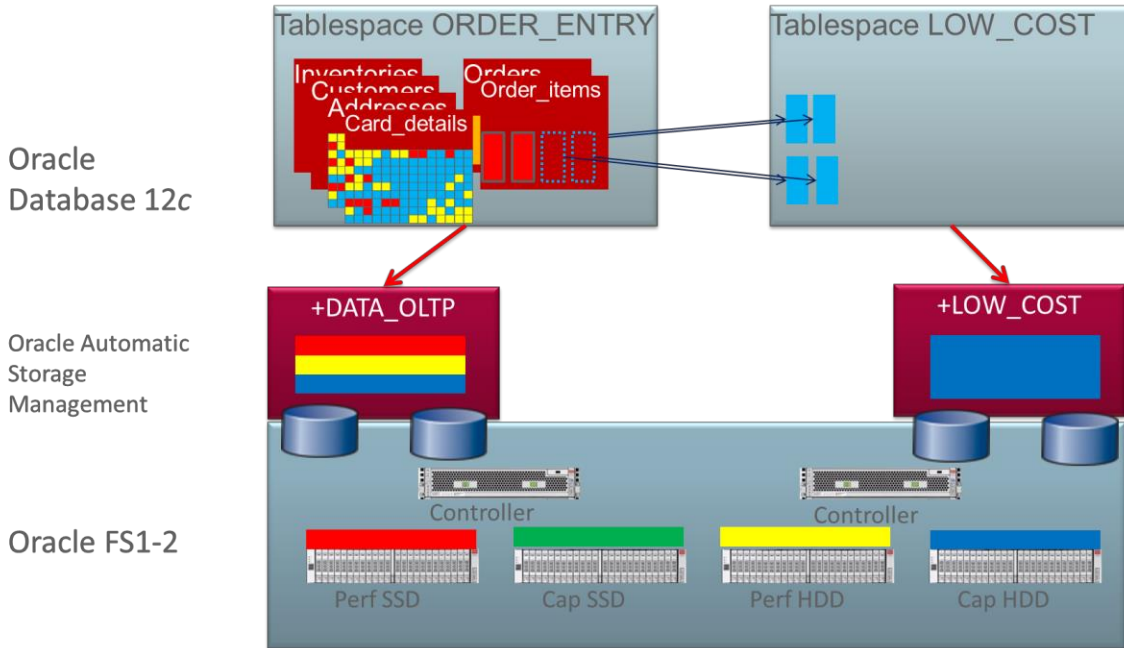 Tablespace ORDER_ENTRY
Tablespace LOW_COST
Inventories
Customers
Addresses
Card_details
Orders
Order_items
Oracle
Database 12c
+DATA_OLTP
+LOW_COST
Oracle Automatic
Storage
Management
Controller
Controller
Oracle FS1-2
Perf SSD
Cap SSD
Perf HDD
Cap HDD